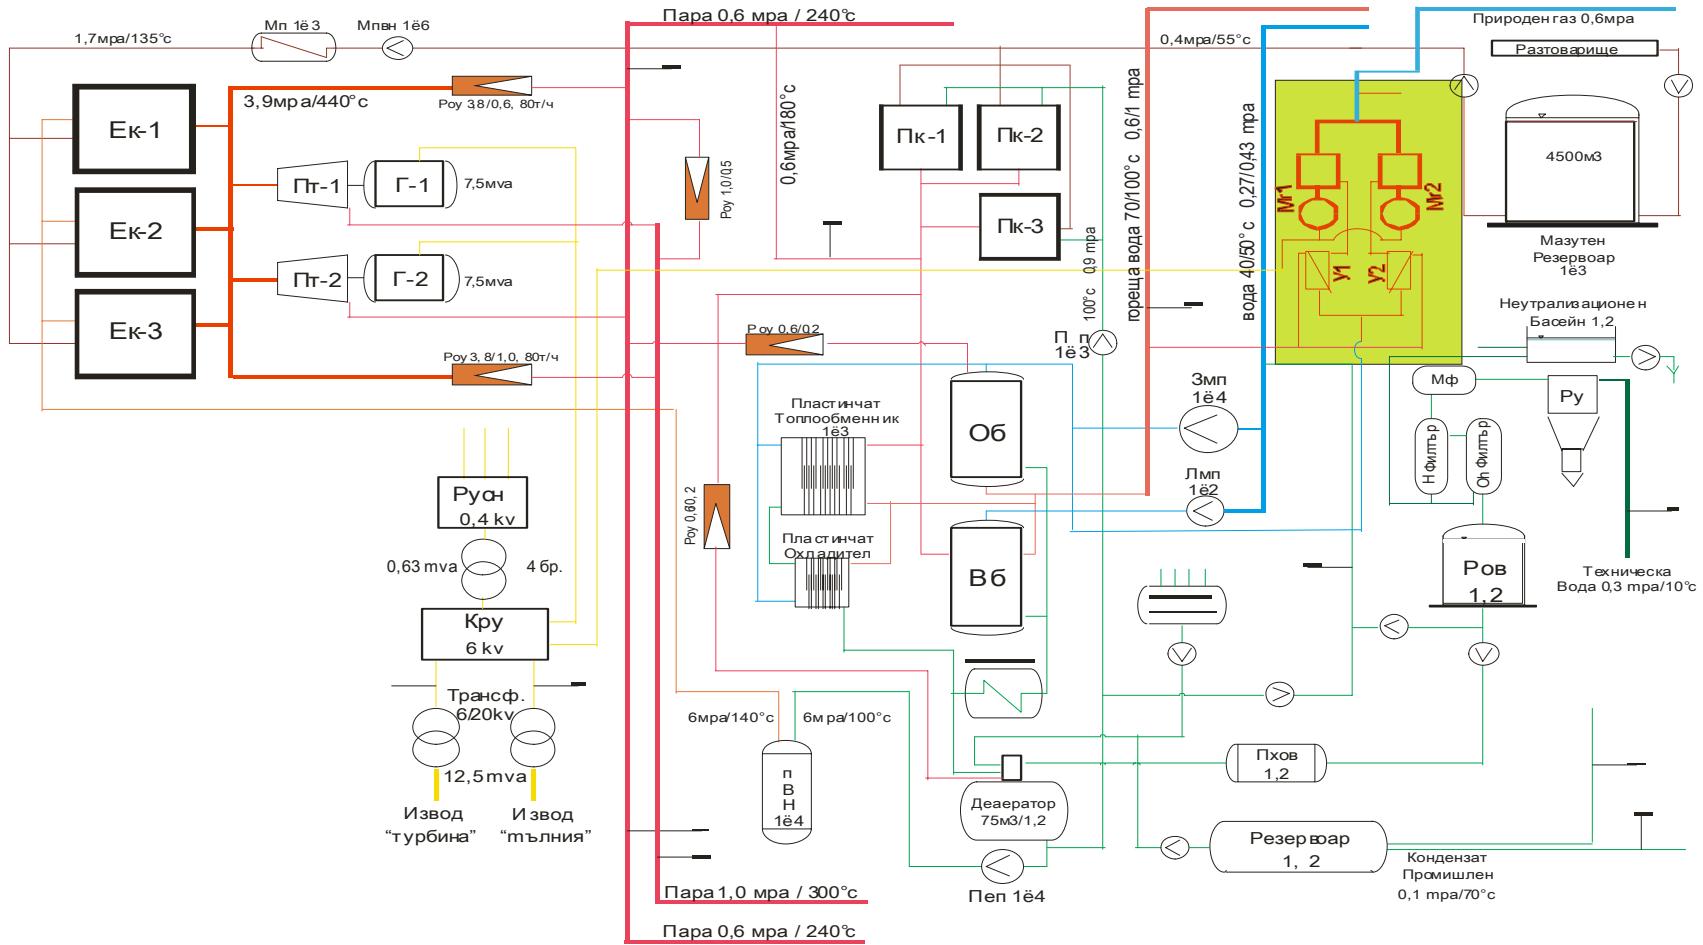 Пара 0,6 мра / 240°с
Природен газ 0,6мра
Мп 1ё3
Мпвн 1ё6
1,7мра/135°с
0,4мра/55°с
Разтоварище
3,9мра/440°с
Роу 3,8/0,6, 80т/ч
Ек-1
Ек-2
Ек-3
Пт-1
Г-1
7,5mva
Пт-2
Г-2
7,5mva
Роу 1,0/0,5
0,6мра/180°с
Пк-1
Пк-2
Пк-3
100°с 0,9 mpa
гореща вода 70/100°с 0,6/1 mpa
вода 40/50°с 0,27/0,43 mpa
Мг1
Мг2
У1
У2
4500м3
Мазутен
Резервоар
1ё3
Неутрализационен
Басейн 1,2
Роу 3,8/1,0, 80т/ч
Роу 0,6/0,2
П п
1ё3
Змп
1ё4
Мф
Ру
Пластинчат
Топлообменник
1ё3
Об
Н Филтър
Oh Филтър
Лмп
1ё2
Русн
0,4 kv
Роу 0,60,2
Пластинчат
Охладител
0,63 mva
4 бр.
Вб
Ров
1,2
Техническа
Вода 0,3 mpa/10°с
Кру
6 kv
Трансф.
6/20kv
12,5mva
Извод
"турбина"
Извод
"мълния"
6мра/140°с
6мра/100°с
п
В
Н
1ё4
Пхов
1,2
Деаератор
75м3/1,2
Резервоар
1, 2
Кондензат
Промишлен
0,1 mpa/70°с
Пеп 1ё4
Пара 1,0 мра / 300°с
Пара 0,6 мра / 240°с